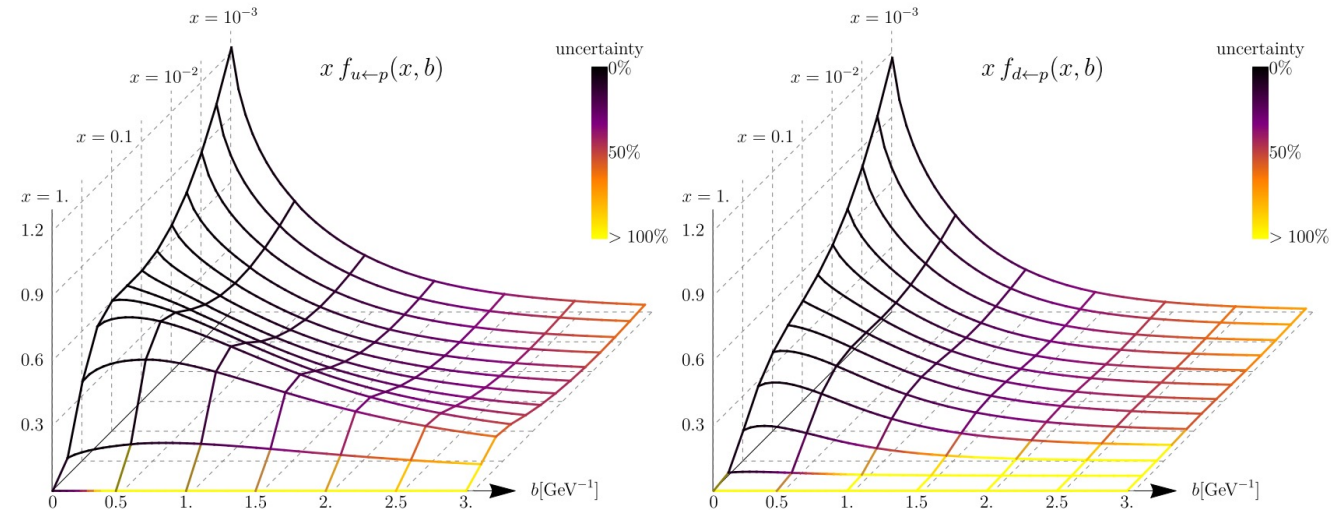 x = 10⁻³
x = 10⁻²
x = 0.1
x = 1.
x f_{u←p}(x, b)
uncertainty
0%
50%
> 100%
1.2
0.9
0.6
0.3
0. 0.5 1. 1.5 2. 2.5 3.
b[GeV⁻¹]
x = 10⁻³
x = 10⁻²
x = 0.1
x = 1.
x f_{d←p}(x, b)
uncertainty
0%
50%
> 100%
1.2
0.9
0.6
0.3
0. 0.5 1. 1.5 2. 2.5 3.
b[GeV⁻¹]